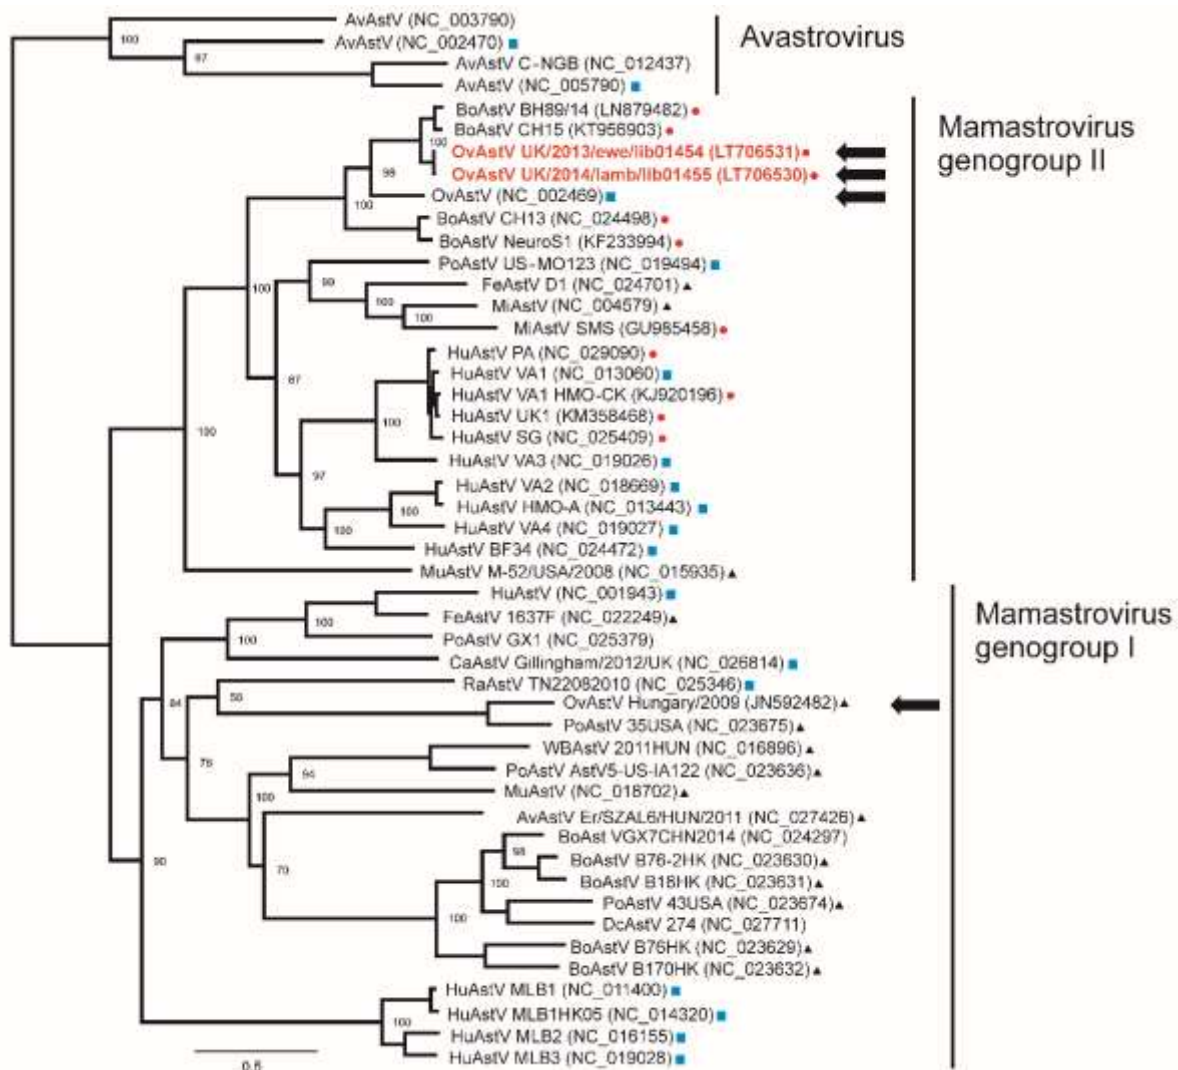 AvAstV (NC_003790)
100
AvAstV (NC_002470)
Avastrovirus
AvAstV C-NGB (NC_012437)
AvAstV (NC_005790)
BoAstV BH89/14 (LN879482)
Mamastrovirus
genogroup II
BoAstV CH15 (KT956903)
100
OvAstV UK/2013/ewe/lib01454 (LT706531)
98
OvAstV UK/2014/lamb/lib01455 (LT706530)
OvAstV (NC_002469)
100
BoAstV CH13 (NC_024498)
BoAstV NeuroS1 (KF233994)
PoAstV US-MO123 (NC_019494)
100
FeAstV D1 (NC_024701)
100
MiAstV (NC_004579)
100
MiAstV SMS (GU985458)
HuAstV PA (NC_029090)
HuAstV VA1 (NC_013060)
HuAstV VA1 HMO-CK (KJ920196)
HuAstV UK1 (KM358468)
100
100
HuAstV SG (NC_025409)
HuAstV VA3 (NC_019026)
97
HuAstV VA2 (NC_018669)
HuAstV HMO-A (NC_013443)
100
HuAstV VA4 (NC_019027)
100
HuAstV BF34 (NC_024472)
MuAstV M-52/USA/2008 (NC_015935)
HuAstV (NC_001943)
Mamastrovirus
genogroup I
FeAstV 1637F (NC_022249)
100
PoAstV GX1 (NC_025379)
100
CaAstV Gillingham/2012/UK (NC_026814)
RaAstV TN22082010 (NC_025346)
OvAstV Hungary/2009 (JN592482)
PoAstV 35USA (NC_023675)
WBAstV 2011HUN (NC_016896)
PoAstV AstV5-US-IA122 (NC_023636)
94
MuAstV (NC_018702)
100
AvAstV Er/SZAL6/HUN/2011 (NC_027426)
BoAst VGX7CHN2014 (NC_024297)
98
BoAstV B76-2HK (NC_023630)
90
70
BoAstV B18HK (NC_023631)
100
PoAstV 43USA (NC_023674)
100
DcAstV 274 (NC_027711)
BoAstV B76HK (NC_023629)
BoAstV B170HK (NC_023632)
HuAstV MLB1 (NC_011400)
HuAstV MLB1HK05 (NC_014320)
100
HuAstV MLB2 (NC_016155)
HuAstV MLB3 (NC_019028)
0.5